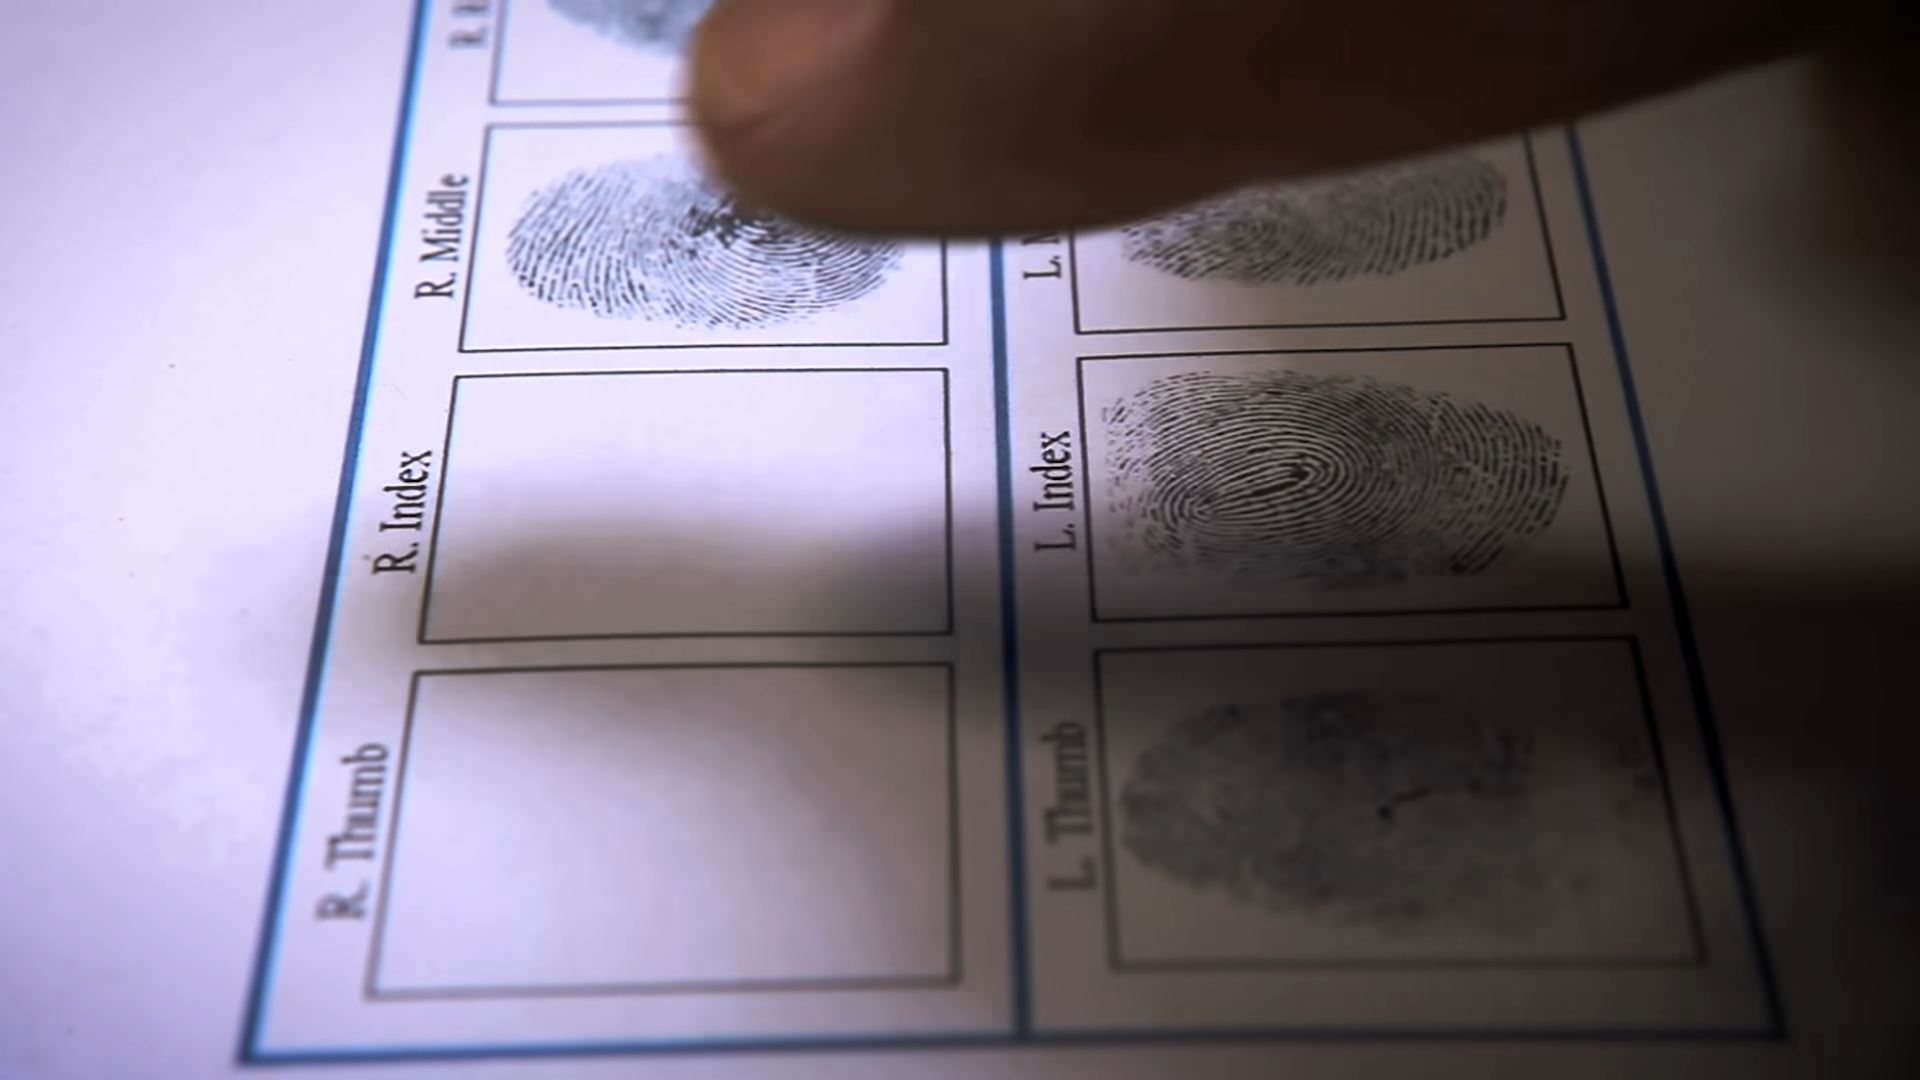 R.
R. Middle
L.
R. Index
L. Index
R. Thumb
L. Thumb